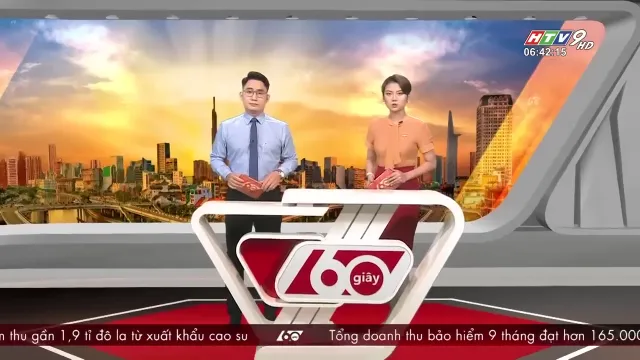 HTV9 HD
06:42:15
60 giây
thu gần 1,9 tỉ đô la từ xuất khẩu cao su 60 Tổng doanh thu bảo hiểm 9 tháng đạt hơn 165.000